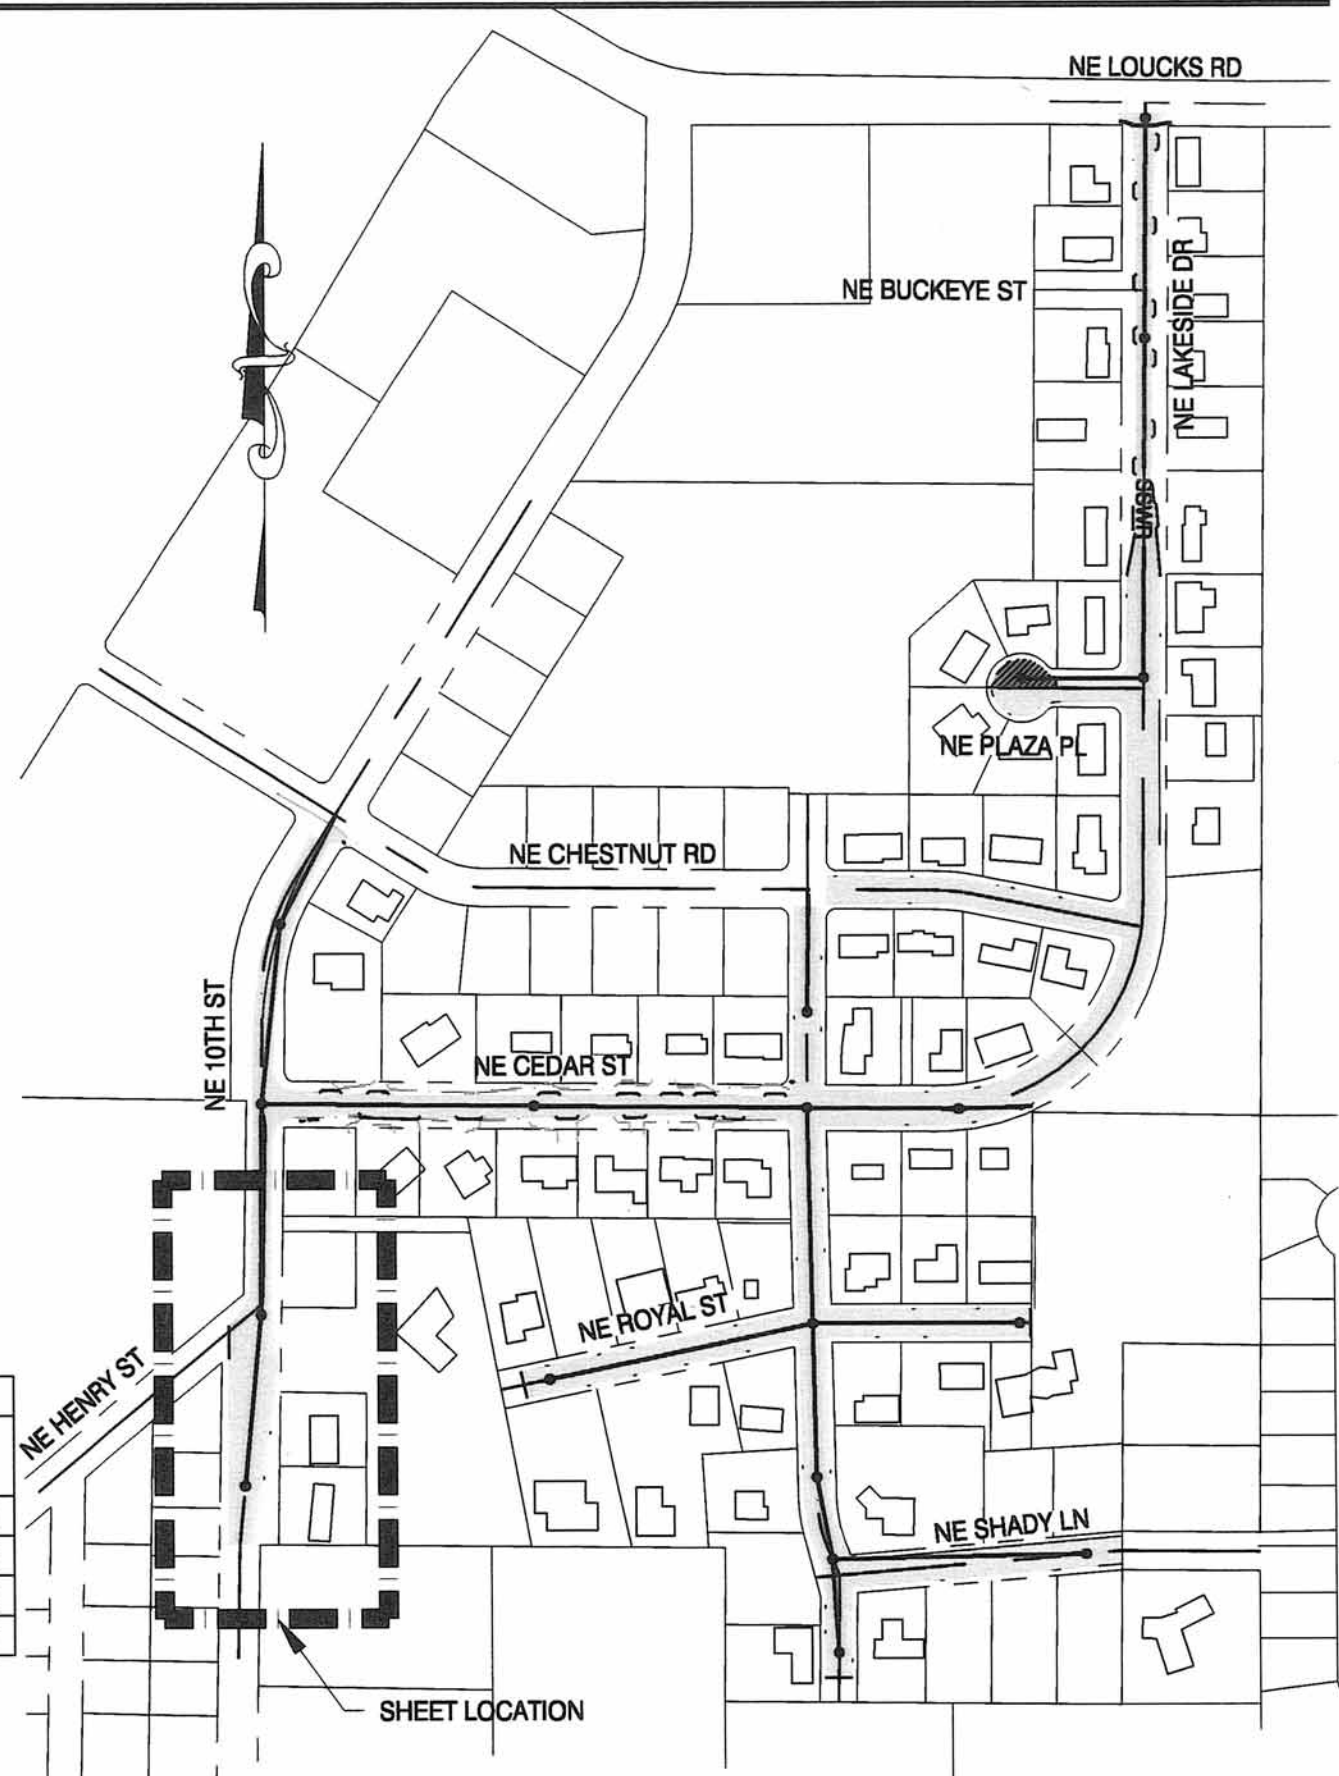 NE LOUCKS RD
NE BUCKEYE ST
NE LAKESIDE DR
NE PLAZA PL
NE CHESTNUT RD
NE 10TH ST
NE CEDAR ST
NE ROYAL ST
NE HENRY ST
NE SHADY LN
SHEET LOCATION